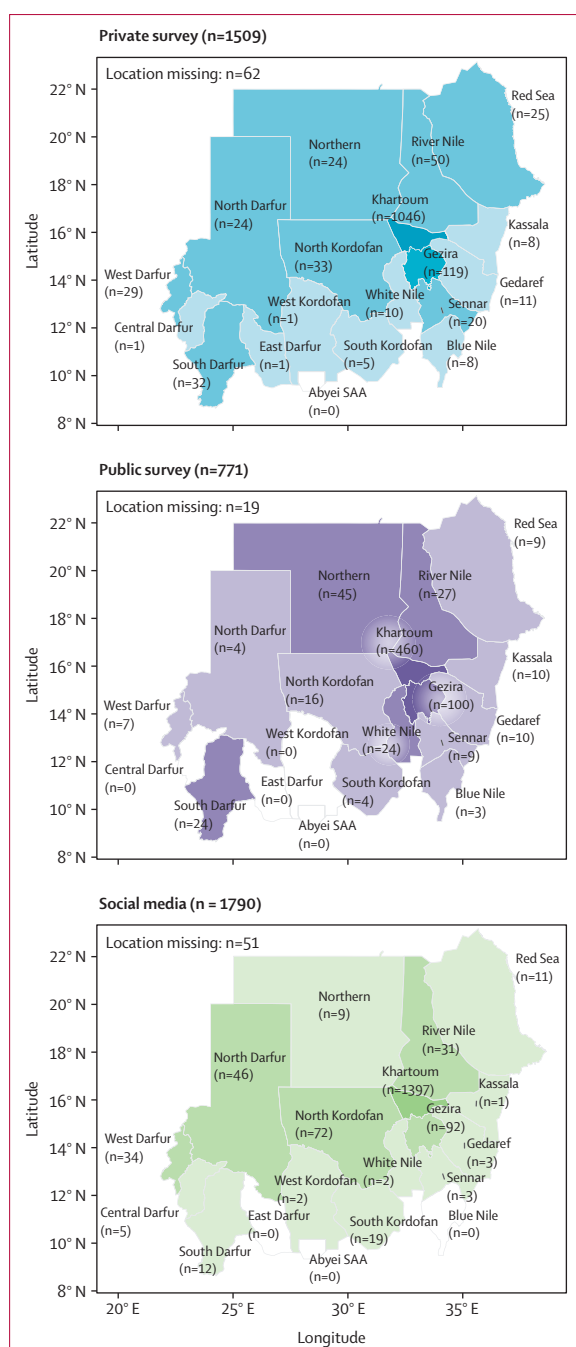 Private survey (n=1509)
Location missing: n=62
22° N
20° N
18° N
16° N
14° N
12° N
10° N
8° N
Latitude
Red Sea
(n=25)
Northern
(n=24)
River Nile
(n=50)
North Darfur
(n=24)
Khartoum
(n=1046)
Kassala
(n=8)
North Kordofan
(n=33)
Gezira
(n=119)
West Darfur
(n=29)
Gedaref
(n=11)
West Kordofan
(n=1)
White Nile
(n=10)
Sennar
(n=20)
Central Darfur
(n=1)
East Darfur
(n=1)
South Kordofan
(n=5)
Blue Nile
(n=8)
South Darfur
(n=32)
Abyei SAA
(n=0)
Public survey (n=771)
Location missing: n=19
22° N
20° N
18° N
16° N
14° N
12° N
10° N
8° N
Latitude
Red Sea
(n=9)
Northern
(n=45)
River Nile
(n=27)
North Darfur
(n=4)
Khartoum
(n=460)
Kassala
(n=10)
North Kordofan
(n=16)
Gezira
(n=100)
West Darfur
(n=7)
Gedaref
(n=10)
West Kordofan
(n=0)
White Nile
(n=24)
Sennar
(n=9)
Central Darfur
(n=0)
East Darfur
(n=0)
South Kordofan
(n=4)
Blue Nile
(n=3)
South Darfur
(n=24)
Abyei SAA
(n=0)
Social media (n = 1790)
Location missing: n=51
22° N
20° N
18° N
16° N
14° N
12° N
10° N
8° N
Latitude
Red Sea
(n=11)
Northern
(n=9)
River Nile
(n=31)
North Darfur
(n=46)
Khartoum
(n=1397)
Kassala
(n=1)
North Kordofan
(n=72)
Gezira
(n=92)
West Darfur
(n=34)
Gedaref
(n=3)
West Kordofan
(n=2)
White Nile
(n=2)
Sennar
(n=3)
Central Darfur
(n=5)
East Darfur
(n=0)
South Kordofan
(n=19)
Blue Nile
(n=0)
South Darfur
(n=12)
Abyei SAA
(n=0)
20° E
25° E
30° E
35° E
Longitude